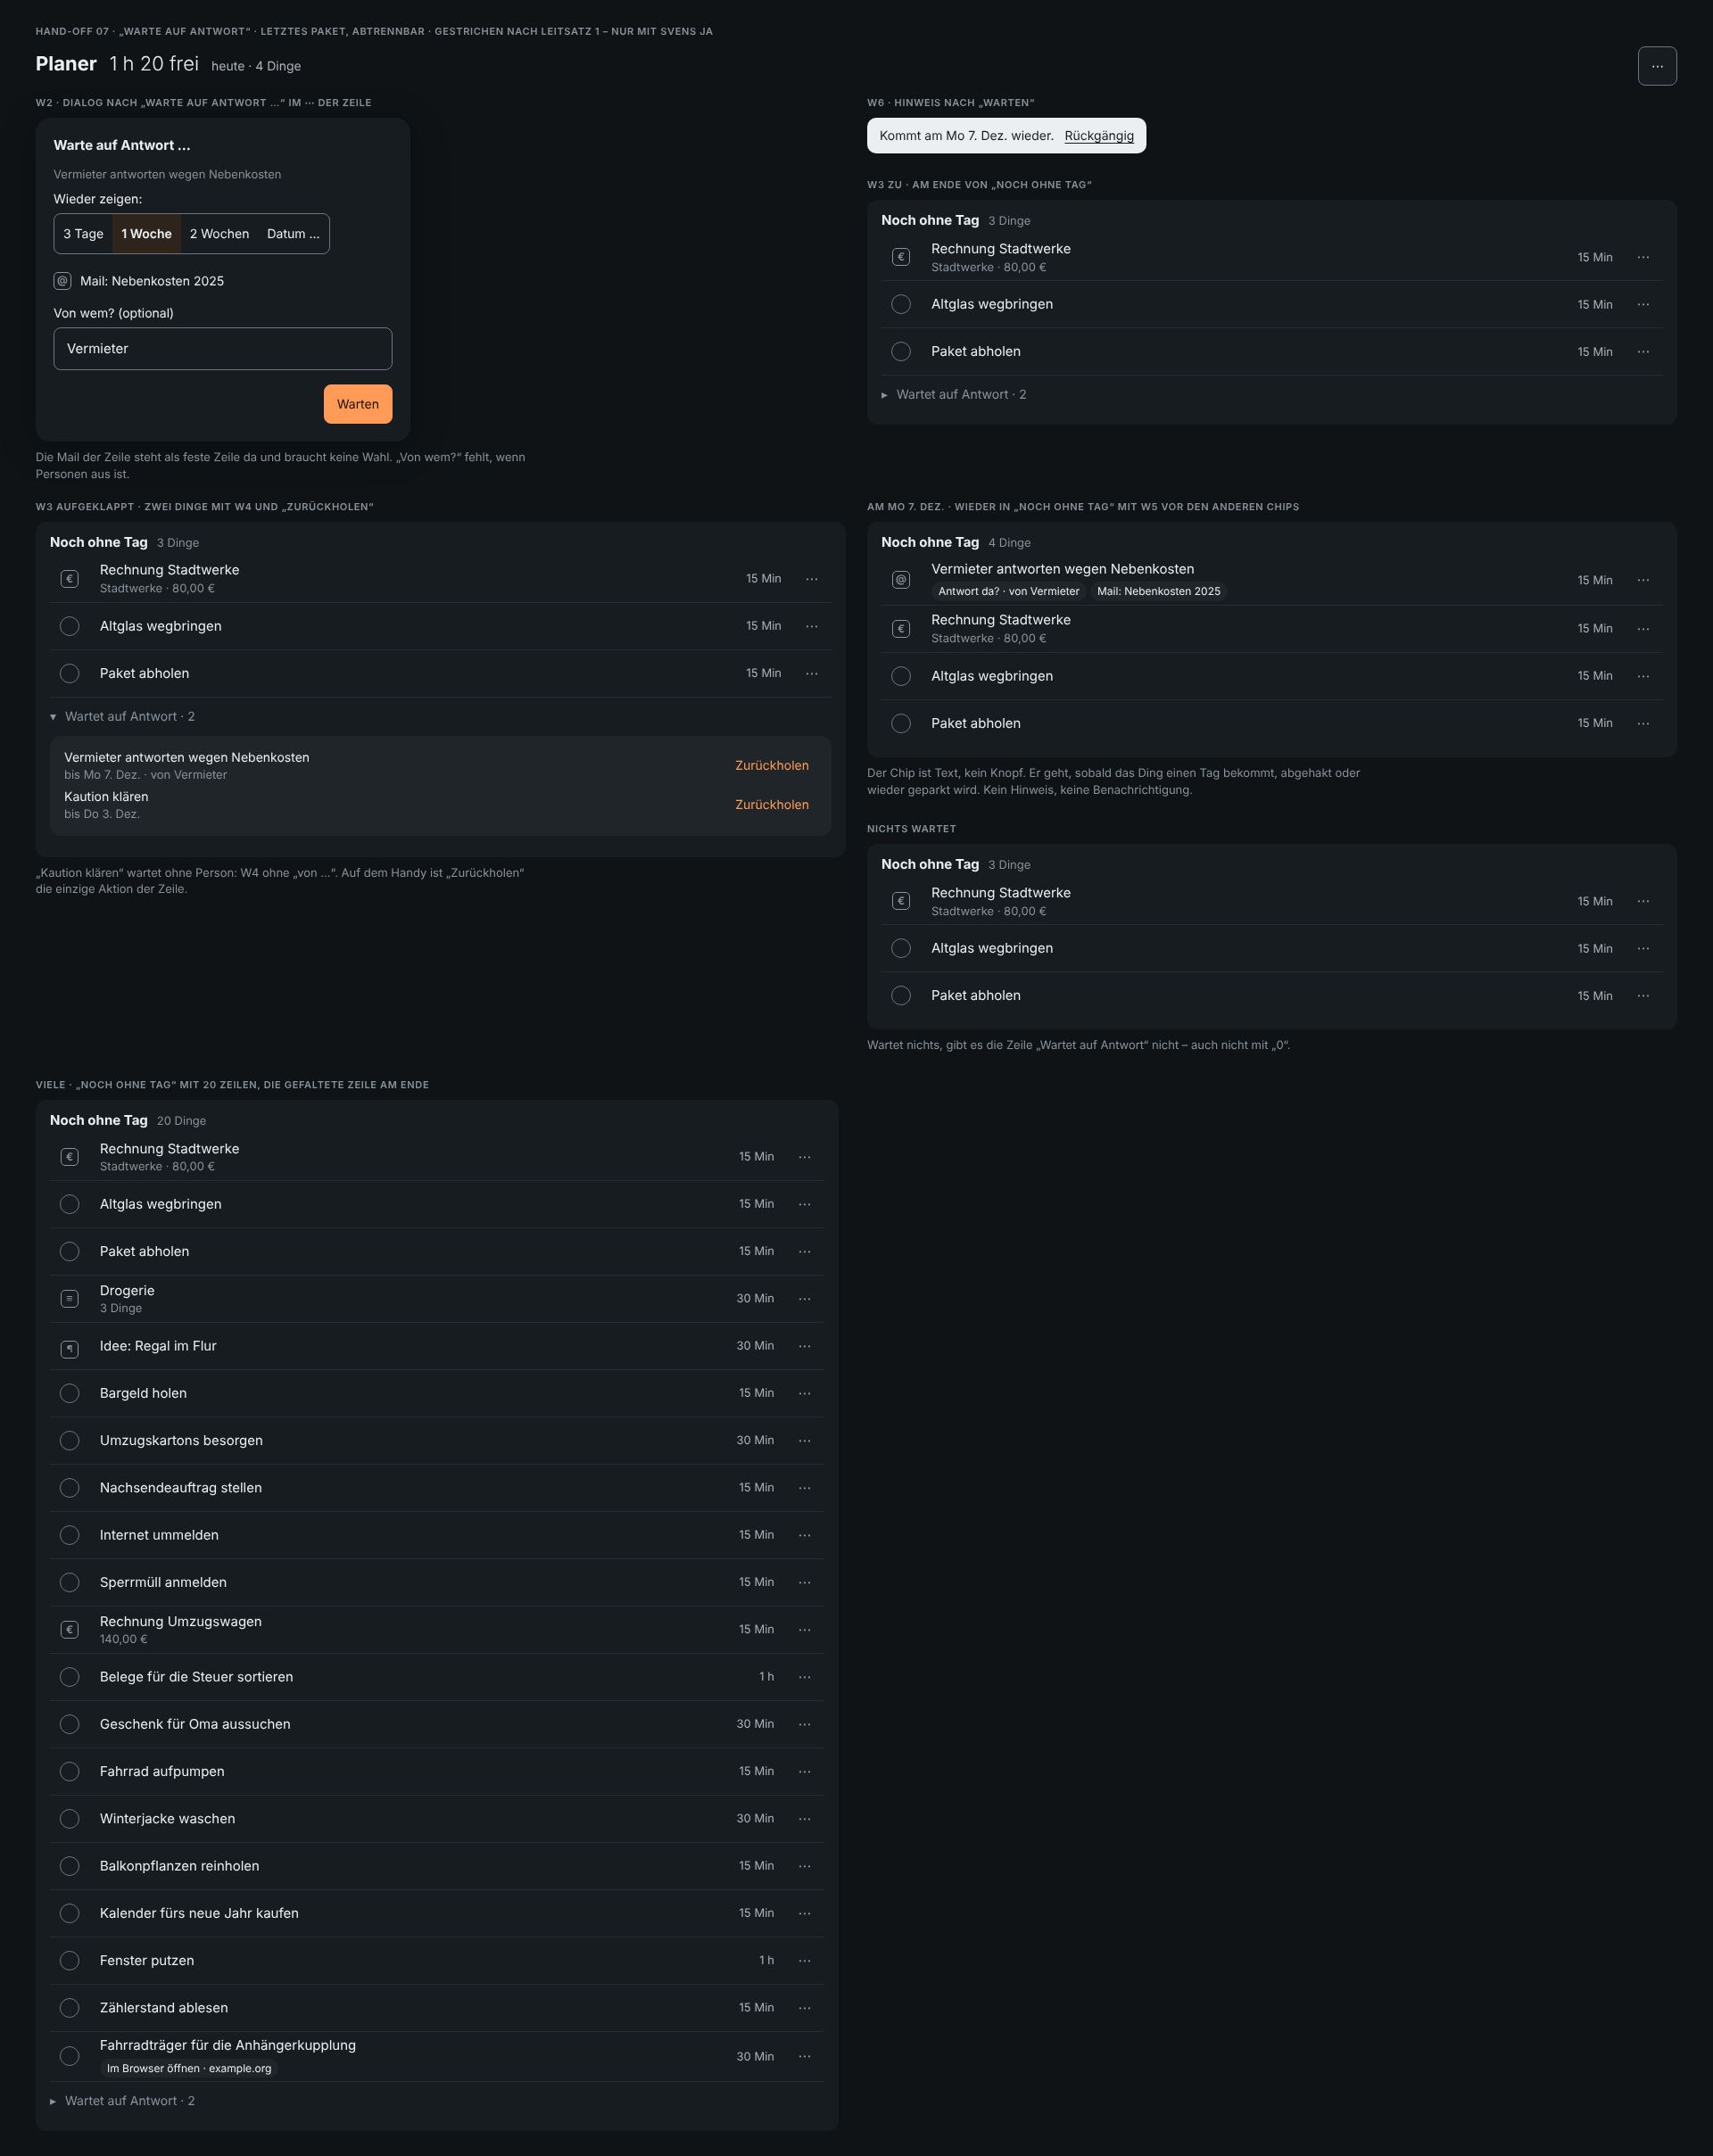 HAND-OFF 07 · „WARTE AUF ANTWORT“ · LETZTES PAKET, ABTRENNBAR · GESTRICHEN NACH LEITSATZ 1 – NUR MIT SVENS JA
Planer 1 h 20 frei heute · 4 Dinge
···
W2 · DIALOG NACH „WARTE AUF ANTWORT …“ IM ··· DER ZEILE
Warte auf Antwort …
Vermieter antworten wegen Nebenkosten
Wieder zeigen:
3 Tage 1 Woche 2 Wochen Datum …
@ Mail: Nebenkosten 2025
Von wem? (optional)
Vermieter
Warten
Die Mail der Zeile steht als feste Zeile da und braucht keine Wahl. „Von wem?“ fehlt, wenn
Personen aus ist.
W6 · HINWEIS NACH „WARTEN“
Kommt am Mo 7. Dez. wieder. Rückgängig
W3 ZU · AM ENDE VON „NOCH OHNE TAG“
Noch ohne Tag 3 Dinge
€ Rechnung Stadtwerke 15 Min ···
Stadtwerke · 80,00 €
Altglas wegbringen 15 Min ···
Paket abholen 15 Min ···
▸ Wartet auf Antwort · 2
W3 AUFGEKLAPPT · ZWEI DINGE MIT W4 UND „ZURÜCKHOLEN“
Noch ohne Tag 3 Dinge
€ Rechnung Stadtwerke 15 Min ···
Stadtwerke · 80,00 €
Altglas wegbringen 15 Min ···
Paket abholen 15 Min ···
▾ Wartet auf Antwort · 2
Vermieter antworten wegen Nebenkosten Zurückholen
bis Mo 7. Dez. · von Vermieter
Kaution klären Zurückholen
bis Do 3. Dez.
„Kaution klären“ wartet ohne Person: W4 ohne „von …“. Auf dem Handy ist „Zurückholen“
die einzige Aktion der Zeile.
AM MO 7. DEZ. · WIEDER IN „NOCH OHNE TAG“ MIT W5 VOR DEN ANDEREN CHIPS
Noch ohne Tag 4 Dinge
@ Vermieter antworten wegen Nebenkosten 15 Min ···
Antwort da? · von Vermieter Mail: Nebenkosten 2025
€ Rechnung Stadtwerke 15 Min ···
Stadtwerke · 80,00 €
Altglas wegbringen 15 Min ···
Paket abholen 15 Min ···
Der Chip ist Text, kein Knopf. Er geht, sobald das Ding einen Tag bekommt, abgehakt oder
wieder geparkt wird. Kein Hinweis, keine Benachrichtigung.
NICHTS WARTET
Noch ohne Tag 3 Dinge
€ Rechnung Stadtwerke 15 Min ···
Stadtwerke · 80,00 €
Altglas wegbringen 15 Min ···
Paket abholen 15 Min ···
Wartet nichts, gibt es die Zeile „Wartet auf Antwort“ nicht – auch nicht mit „0“.
VIELE · „NOCH OHNE TAG“ MIT 20 ZEILEN, DIE GEFALTETE ZEILE AM ENDE
Noch ohne Tag 20 Dinge
€ Rechnung Stadtwerke 15 Min ···
Stadtwerke · 80,00 €
Altglas wegbringen 15 Min ···
Paket abholen 15 Min ···
≡ Drogerie 30 Min ···
3 Dinge
¶ Idee: Regal im Flur 30 Min ···
Bargeld holen 15 Min ···
Umzugskartons besorgen 30 Min ···
Nachsendeauftrag stellen 15 Min ···
Internet ummelden 15 Min ···
Sperrmüll anmelden 15 Min ···
€ Rechnung Umzugswagen 15 Min ···
140,00 €
Belege für die Steuer sortieren 1 h ···
Geschenk für Oma aussuchen 30 Min ···
Fahrrad aufpumpen 15 Min ···
Winterjacke waschen 30 Min ···
Balkonpflanzen reinholen 15 Min ···
Kalender fürs neue Jahr kaufen 15 Min ···
Fenster putzen 1 h ···
Zählerstand ablesen 15 Min ···
Fahrradträger für die Anhängerkupplung 30 Min ···
Im Browser öffnen · example.org
▸ Wartet auf Antwort · 2